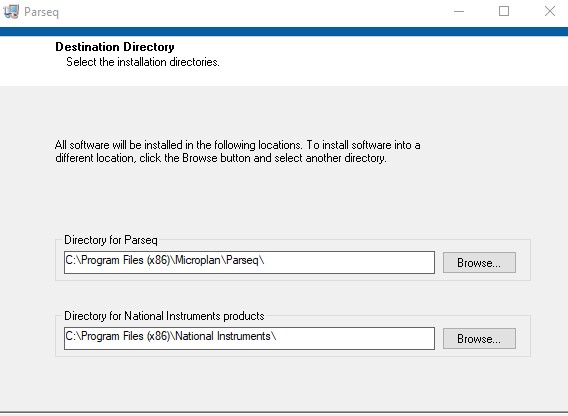 Parseq
Destination Directory
Select the installation directories.
All software will be installed in the following locations. To install software into a
different location, click the Browse button and select another directory.
Directory for Parseq
C:\Program Files (x86)\Microplan\Parseq\
Browse...
Directory for National Instruments products
C:\Program Files (x86)\National Instruments\
Browse...